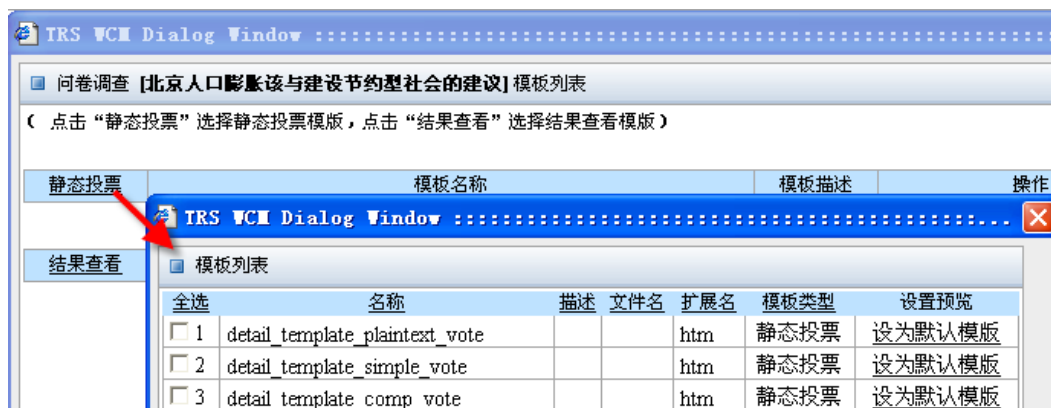 TRS WCM Dialog Window ::::::::::::::::::::::::::::::::::::::::::::::::::::::::::::
问卷调查 [北京人口膨胀该与建设节约型社会的建议] 模板列表
( 点击“静态投票”选择静态投票模版,点击“结果查看”选择结果查看模版)
静态投票 模板名称 模板描述 操作
TRS WCM Dialog Window ::::::::::::::::::::::::::::::::::::::::::...
结果查看
模板列表
全选 名称 描述 文件名 扩展名 模板类型 设置预览
1 detail_template_plaintext_vote htm 静态投票 设为默认模版
2 detail_template_simple_vote htm 静态投票 设为默认模版
3 detail_template_comp_vote htm 静态投票 设为默认模版